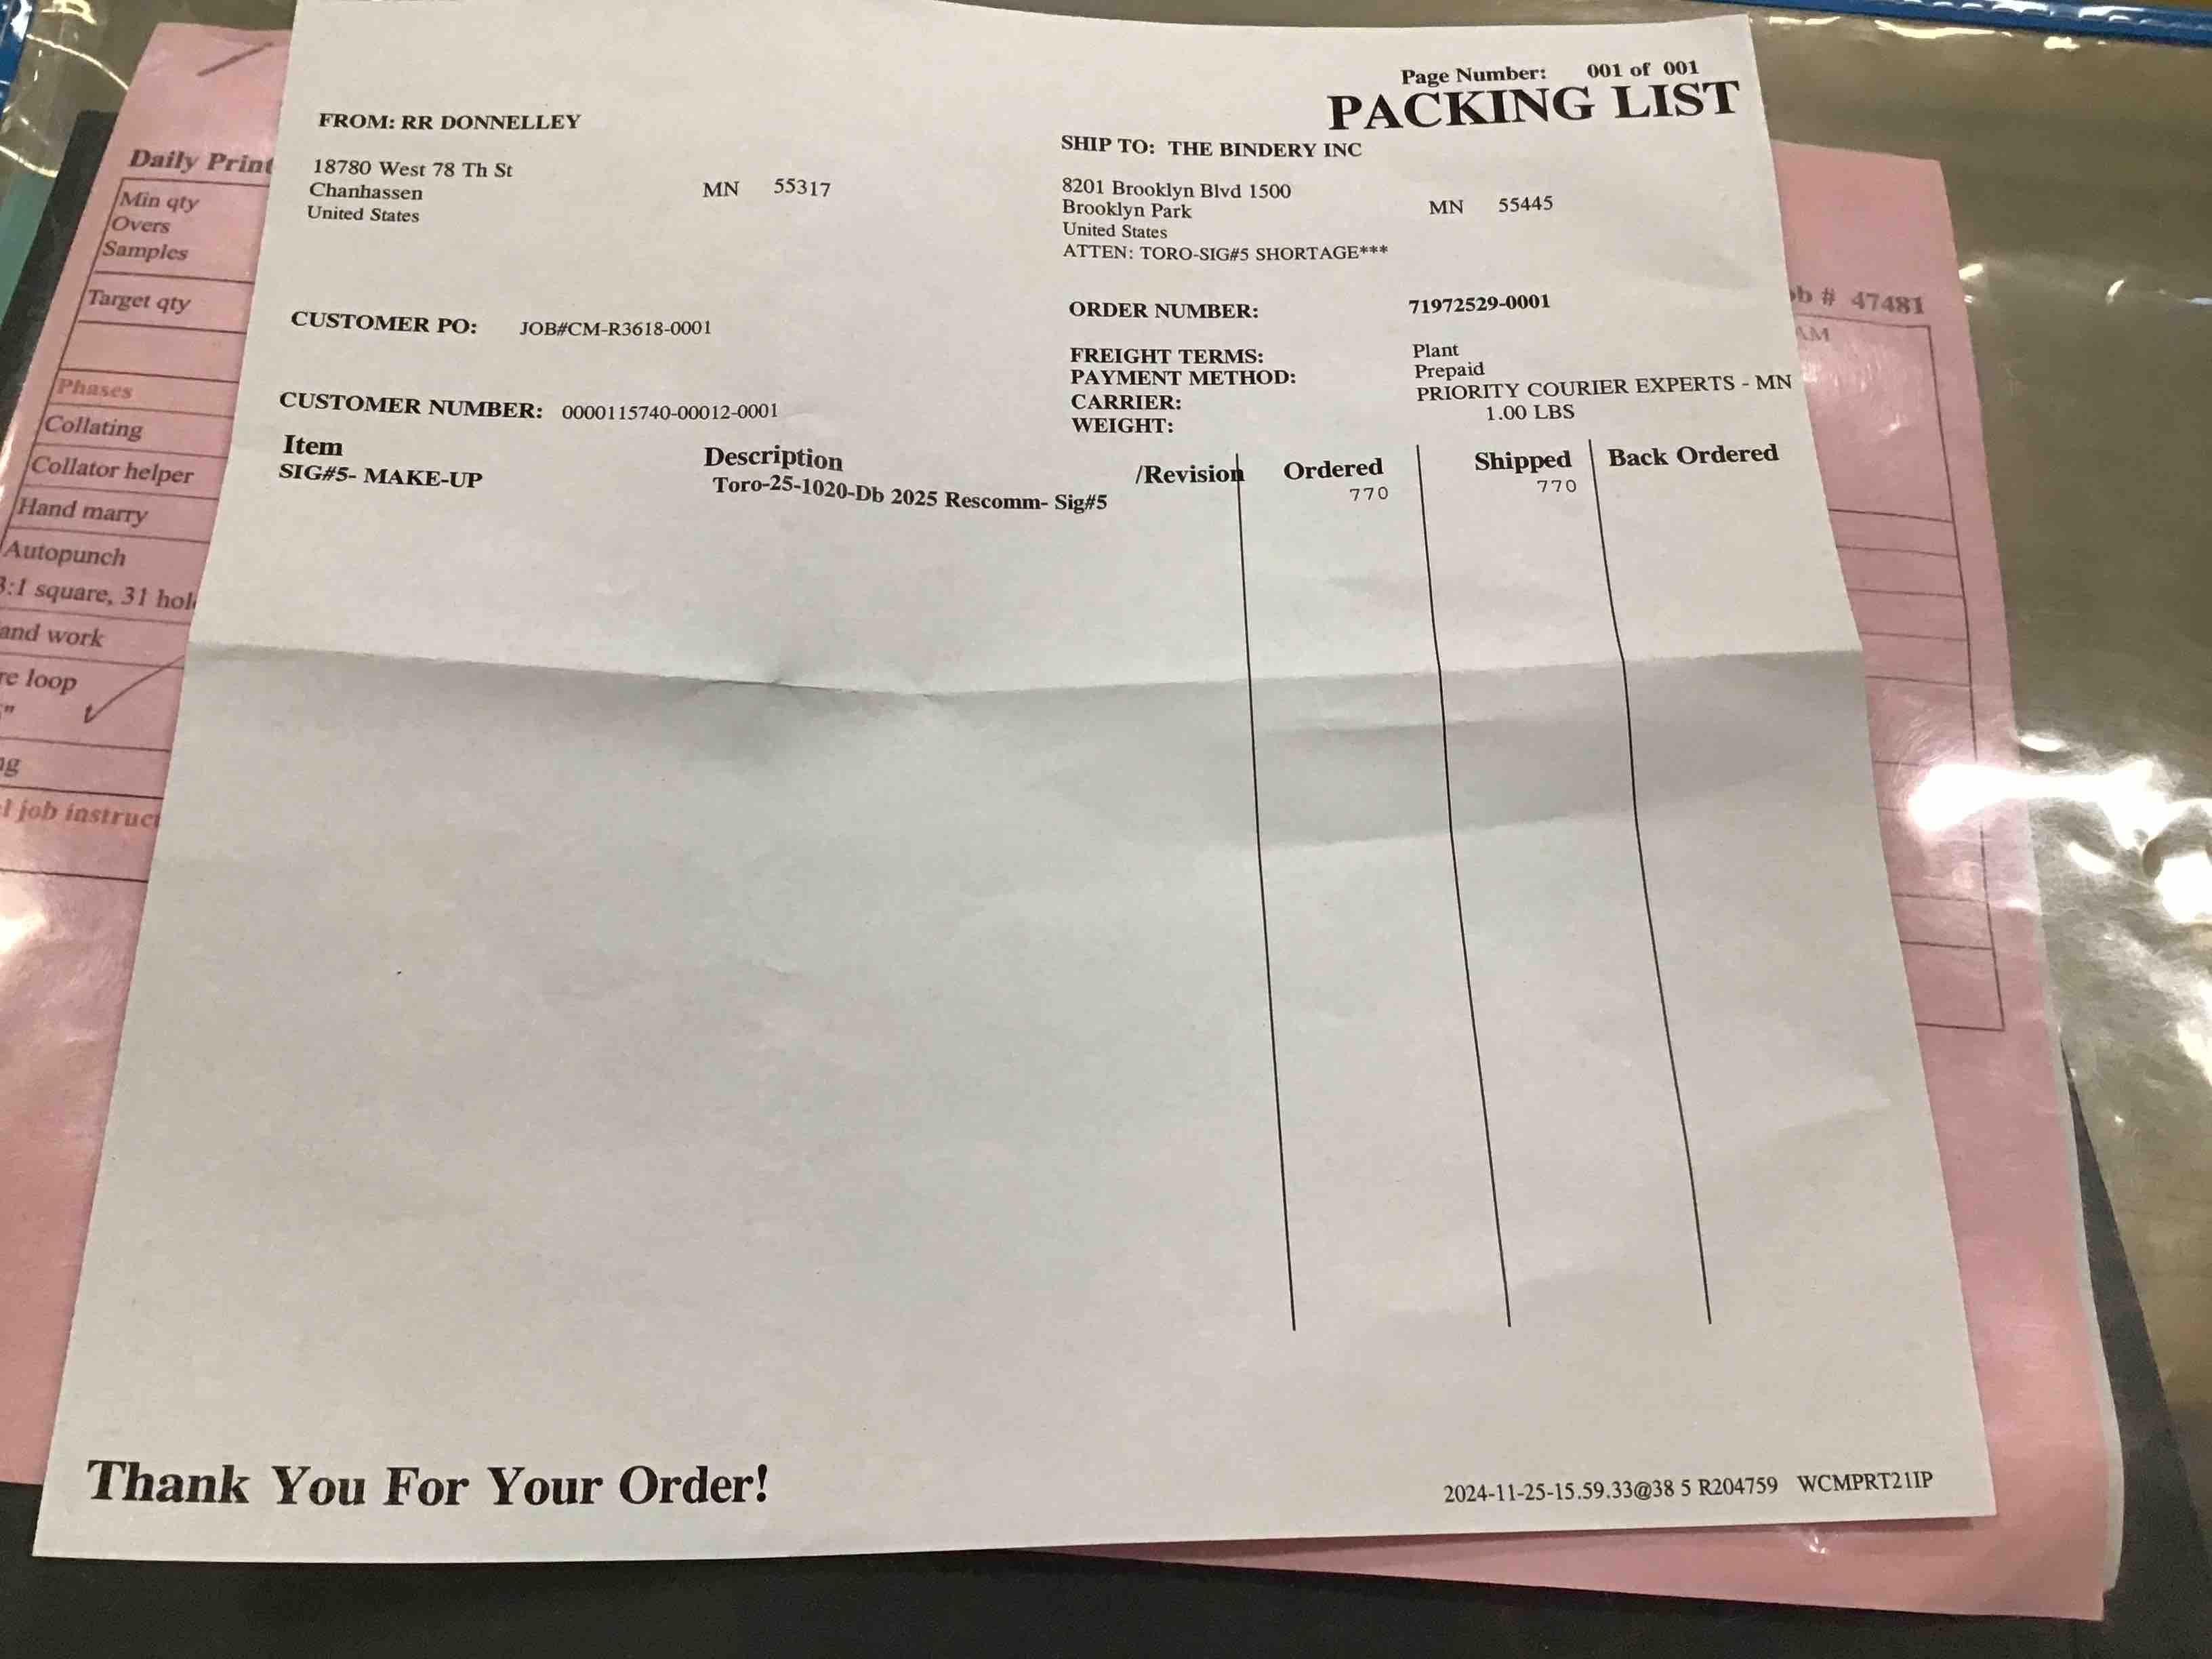 Page Number: 001 of 001
PACKING LIST
FROM: RR DONNELLEY
18780 West 78 Th St
Chanhassen MN 55317
United States
SHIP TO: THE BINDERY INC
8201 Brooklyn Blvd 1500
Brooklyn Park MN 55445
United States
ATTEN: TORO-SIG#5 SHORTAGE***
CUSTOMER PO: JOB#CM-R3618-0001
ORDER NUMBER: 71972529-0001
FREIGHT TERMS: Plant
PAYMENT METHOD: Prepaid
CARRIER: PRIORITY COURIER EXPERTS - MN
WEIGHT: 1.00 LBS
CUSTOMER NUMBER: 0000115740-00012-0001
Item Description /Revision Ordered Shipped Back Ordered
SIG#5- MAKE-UP Toro-25-1020-Db 2025 Rescomm- Sig#5 770 770
Thank You For Your Order!
2024-11-25-15.59.33@38 5 R204759 WCMPRT21IP
Daily Print
Min qty
Overs
Samples
Target qty
Phases
Collating
Collator helper
Hand marry
Autopunch
3:1 square, 31
and work
loop
job
# 47481
AM